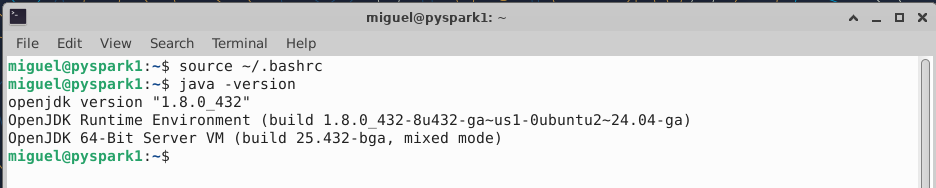 miguel@pyspark1: ~
File Edit View Search Terminal Help
miguel@pyspark1:~$ source ~/.bashrc
miguel@pyspark1:~$ java -version
openjdk version "1.8.0_432"
OpenJDK Runtime Environment (build 1.8.0_432-8u432-ga~us1-0ubuntu2~24.04-ga)
OpenJDK 64-Bit Server VM (build 25.432-bga, mixed mode)
miguel@pyspark1:~$